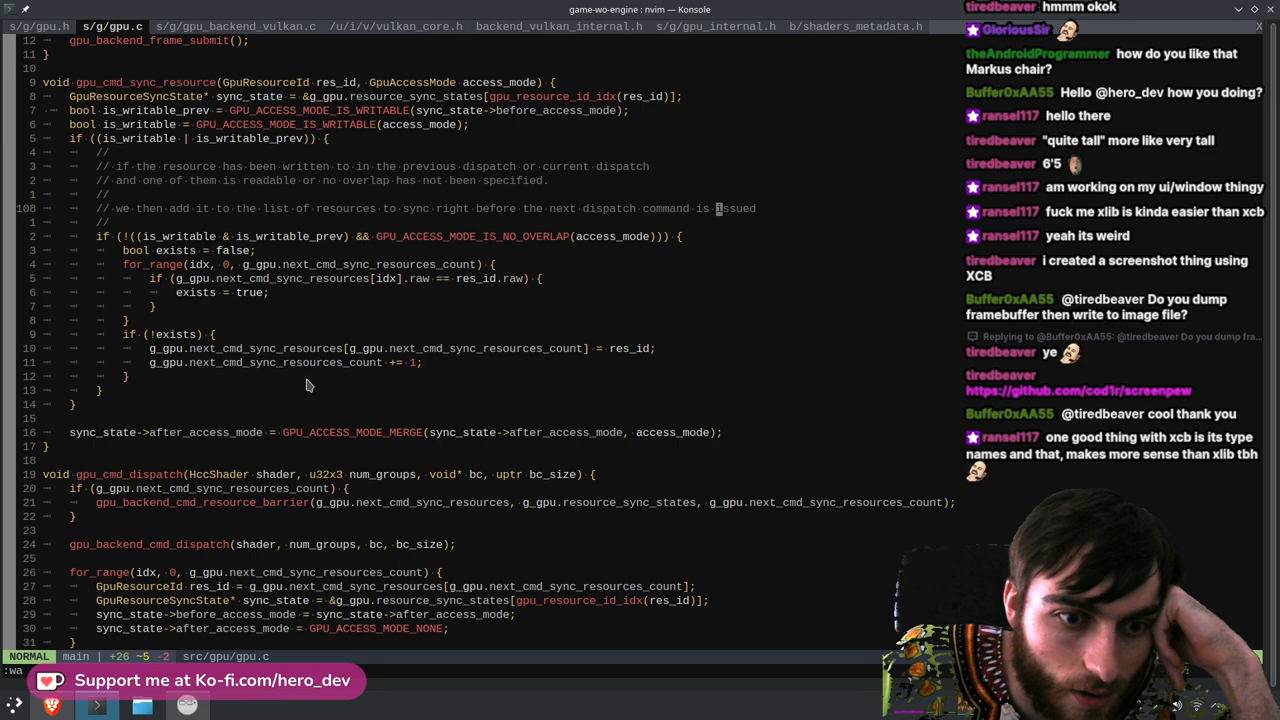 game-wo-engine : nvim — Konsole
s/g/gpu.h s/g/gpu.c s/g/gpu_backend_vulkan.c /u/i/v/vulkan_core.h backend_vulkan_internal.h s/g/gpu_internal.h b/shaders_metadata.h X
12 gpu_backend_frame_submit();
11 }
10
9 void gpu_cmd_sync_resource(GpuResourceId res_id, GpuAccessMode access_mode) {
8 GpuResourceSyncState* sync_state = &g_gpu.resource_sync_states[gpu_resource_id_idx(res_id)];
7 bool is_writable_prev = GPU_ACCESS_MODE_IS_WRITABLE(sync_state->before_access_mode);
6 bool is_writable = GPU_ACCESS_MODE_IS_WRITABLE(access_mode);
5 if ((is_writable | is_writable_prev)) {
4 //
3 // if the resource has been written to in the previous dispatch or current dispatch
2 // and one of them is readable or no overlap has not been specified.
1 //
108 // we then add it to the list of resources to sync right before the next dispatch command is issued
1 //
2 if (!((is_writable & is_writable_prev) && GPU_ACCESS_MODE_IS_NO_OVERLAP(access_mode))) {
3 bool exists = false;
4 for_range(idx, 0, g_gpu.next_cmd_sync_resources_count) {
5 if (g_gpu.next_cmd_sync_resources[idx].raw == res_id.raw) {
6 exists = true;
7 }
8 }
9 if (!exists) {
10 g_gpu.next_cmd_sync_resources[g_gpu.next_cmd_sync_resources_count] = res_id;
11 g_gpu.next_cmd_sync_resources_count += 1;
12 }
13 }
14 }
15
16 sync_state->after_access_mode = GPU_ACCESS_MODE_MERGE(sync_state->after_access_mode, access_mode);
17 }
18
19 void gpu_cmd_dispatch(HccShader shader, u32x3 num_groups, void* bc, uptr bc_size) {
20 if (g_gpu.next_cmd_sync_resources_count) {
21 gpu_backend_cmd_resource_barrier(g_gpu.next_cmd_sync_resources, g_gpu.resource_sync_states, g_gpu.next_cmd_sync_resources_count);
22 }
23
24 gpu_backend_cmd_dispatch(shader, num_groups, bc, bc_size);
25
26 for_range(idx, 0, g_gpu.next_cmd_sync_resources_count) {
27 GpuResourceId res_id = g_gpu.next_cmd_sync_resources[g_gpu.next_cmd_sync_resources_count];
28 GpuResourceSyncState* sync_state = &g_gpu.resource_sync_states[gpu_resource_id_idx(res_id)];
29 sync_state->before_access_mode = sync_state->after_access_mode;
30 sync_state->after_access_mode = GPU_ACCESS_MODE_NONE;
31 }
NORMAL main | +26 ~5 -2 src/gpu/gpu.c
:wa
Support me at Ko-fi.com/hero_dev
tiredbeaver hmmm okok
GloriousSir
theAndroidProgrammer how do you like that
Markus chair?
Buffer0xAA55 Hello @hero_dev how you doing?
ransel117 hello there
tiredbeaver "quite tall" more like very tall
tiredbeaver 6'5
ransel117 am working on my ui/window thingy
ransel117 fuck me xlib is kinda easier than xcb
ransel117 yeah its weird
tiredbeaver i created a screenshot thing using
XCB
Buffer0xAA55 @tiredbeaver Do you dump
framebuffer then write to image file?
Replying to @Buffer0xAA55: @tiredbeaver Do you dump fra...
tiredbeaver ye
tiredbeaver
https://github.com/cod1r/screenpew
Buffer0xAA55 @tiredbeaver cool thank you
ransel117 one good thing with xcb is its type
names and that, makes more sense than xlib tbh